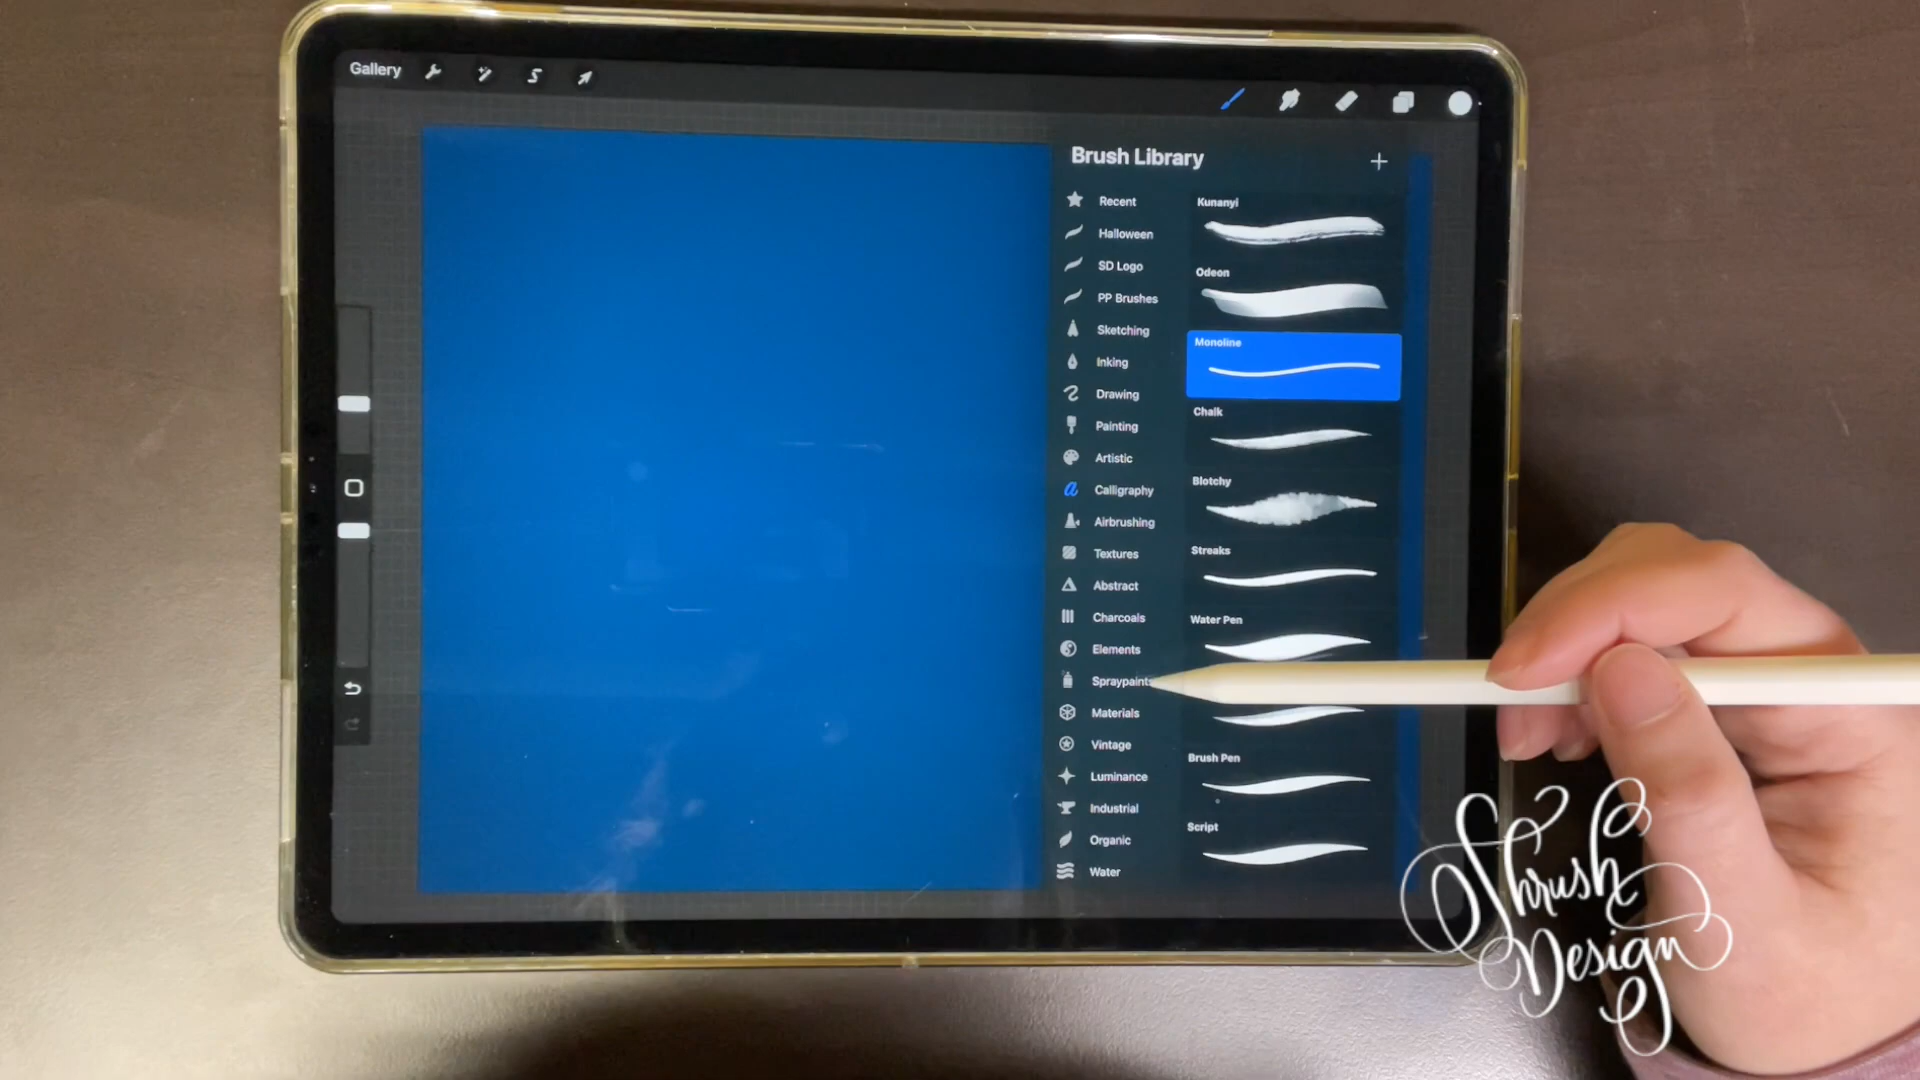 Gallery
Brush Library
Recent
Halloween
SD Logo
PP Brushes
Sketching
Inking
Drawing
Painting
Artistic
Calligraphy
Airbrushing
Textures
Abstract
Charcoals
Elements
Spraypaints
Materials
Vintage
Luminance
Industrial
Organic
Water
Kunanyi
Odeon
Monoline
Chalk
Blotchy
Streaks
Water Pen
Brush Pen
Script
Shrush
Design